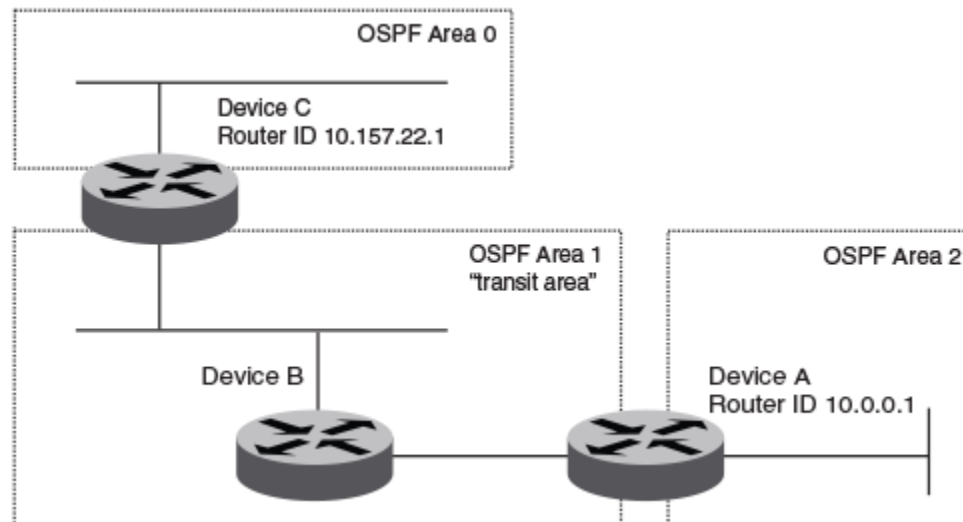 OSPF Area 0
Device C
Router ID 10.157.22.1
OSPF Area 1
“transit area”
OSPF Area 2
Device B
Device A
Router ID 10.0.0.1